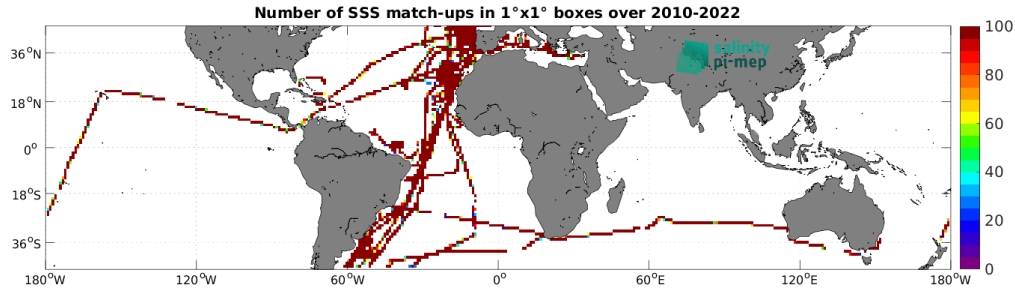 Number of SSS match-ups in 1°x1° boxes over 2010-2022
36°N
18°N
0°
18°S
36°S
180°W
120°W
60°W
0°
60°E
120°E
180°W
100
80
60
40
20
0
salinity
pi-mep